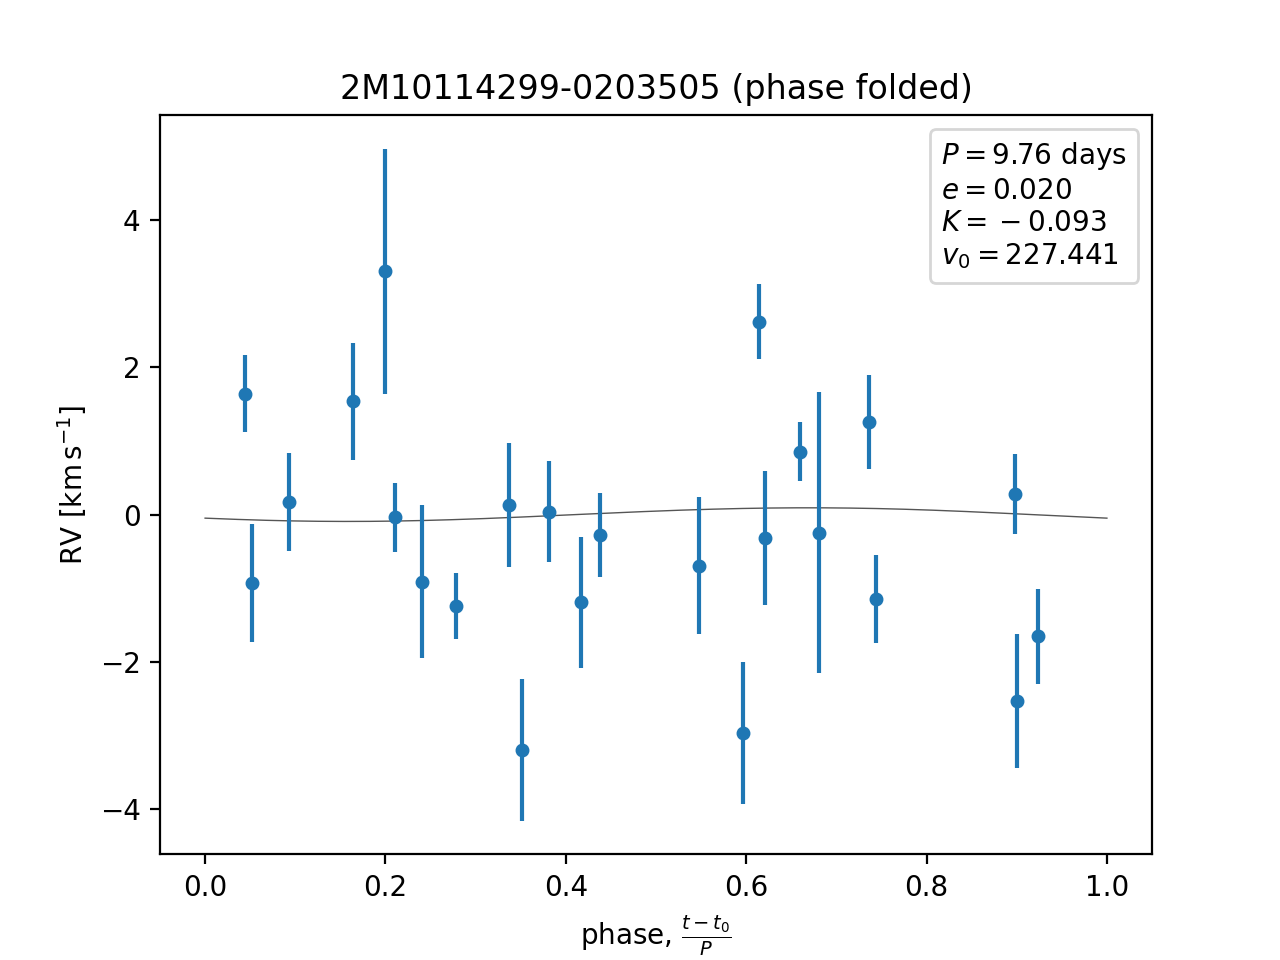 2M10114299-0203505 (phase folded)
P = 9.76 days
e = 0.020
K = −0.093
v₀ = 227.441
4
2
0
−2
−4
RV [km s⁻¹]
0.0 0.2 0.4 0.6 0.8 1.0
phase, (t − t₀)/P